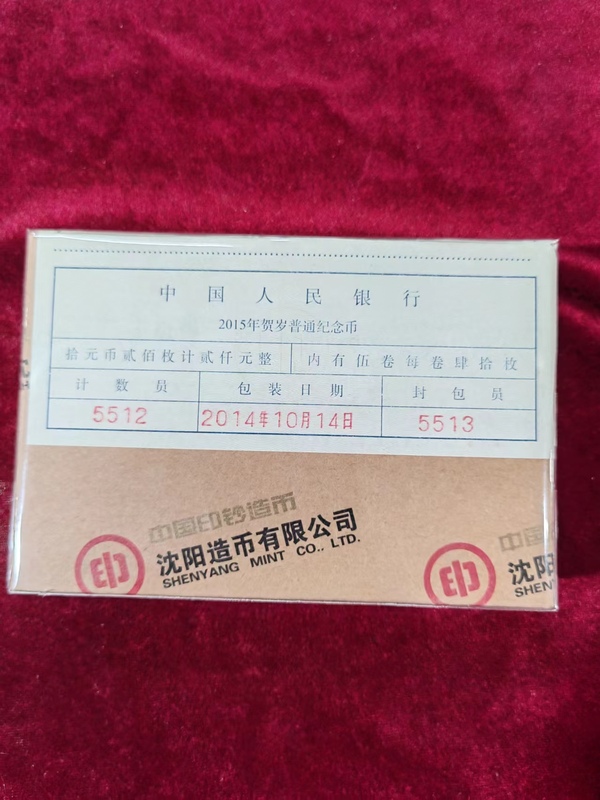 中国人民银行
2015年贺岁普通纪念币
拾元币贰佰枚计贰仟元整 内有伍卷每卷肆拾枚
计数员 包装日期 封包员
5512 2014年10月14日 5513
中国印钞造币
沈阳造币有限公司
SHENYANG MINT CO., LTD.
中国
沈阳
SHEN